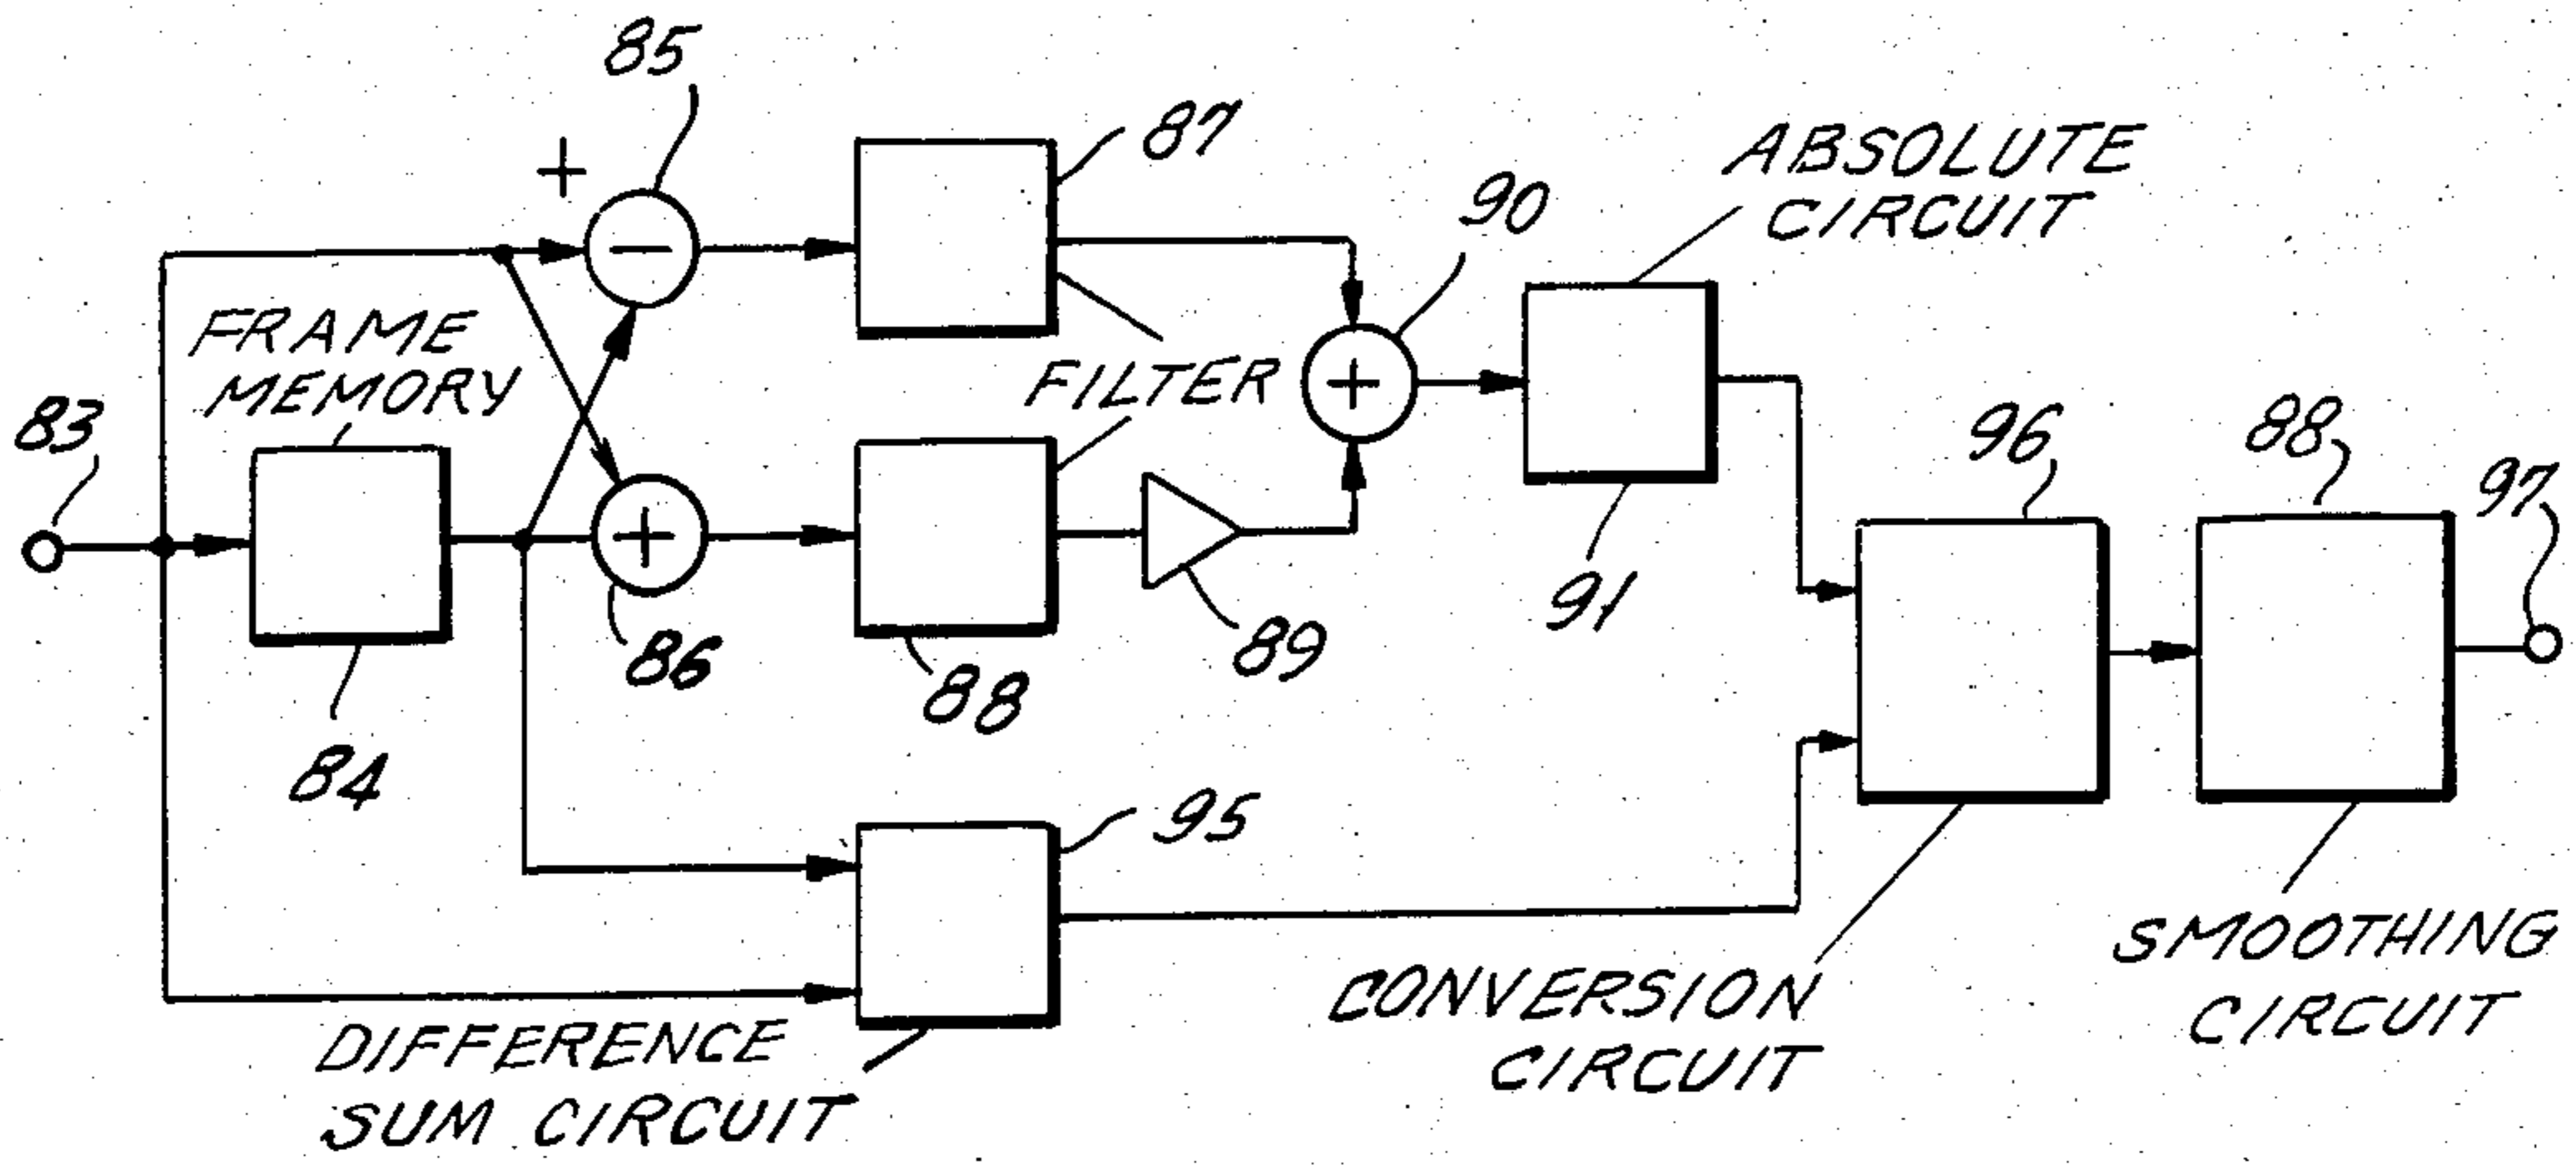 85
+
87
ABSOLUTE
CIRCUIT
90
−
FRAME
MEMORY
FILTER
+
83
96
88
97
+
91
86
89
88
84
95
SMOOTHING
CIRCUIT
CONVERSION
CIRCUIT
DIFFERENCE
SUM CIRCUIT